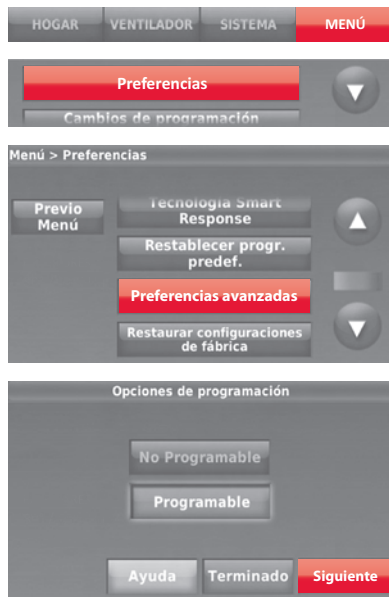 HOGAR VENTILADOR SISTEMA MENÚ
Preferencias
Cambios de programación
Menú > Preferencias
Previo
Menú
Tecnología Smart
Response
Restablecer progr.
predef.
Preferencias avanzadas
Restaurar configuraciones
de fábrica
Opciones de programación
No Programable
Programable
Ayuda Terminado Siguiente